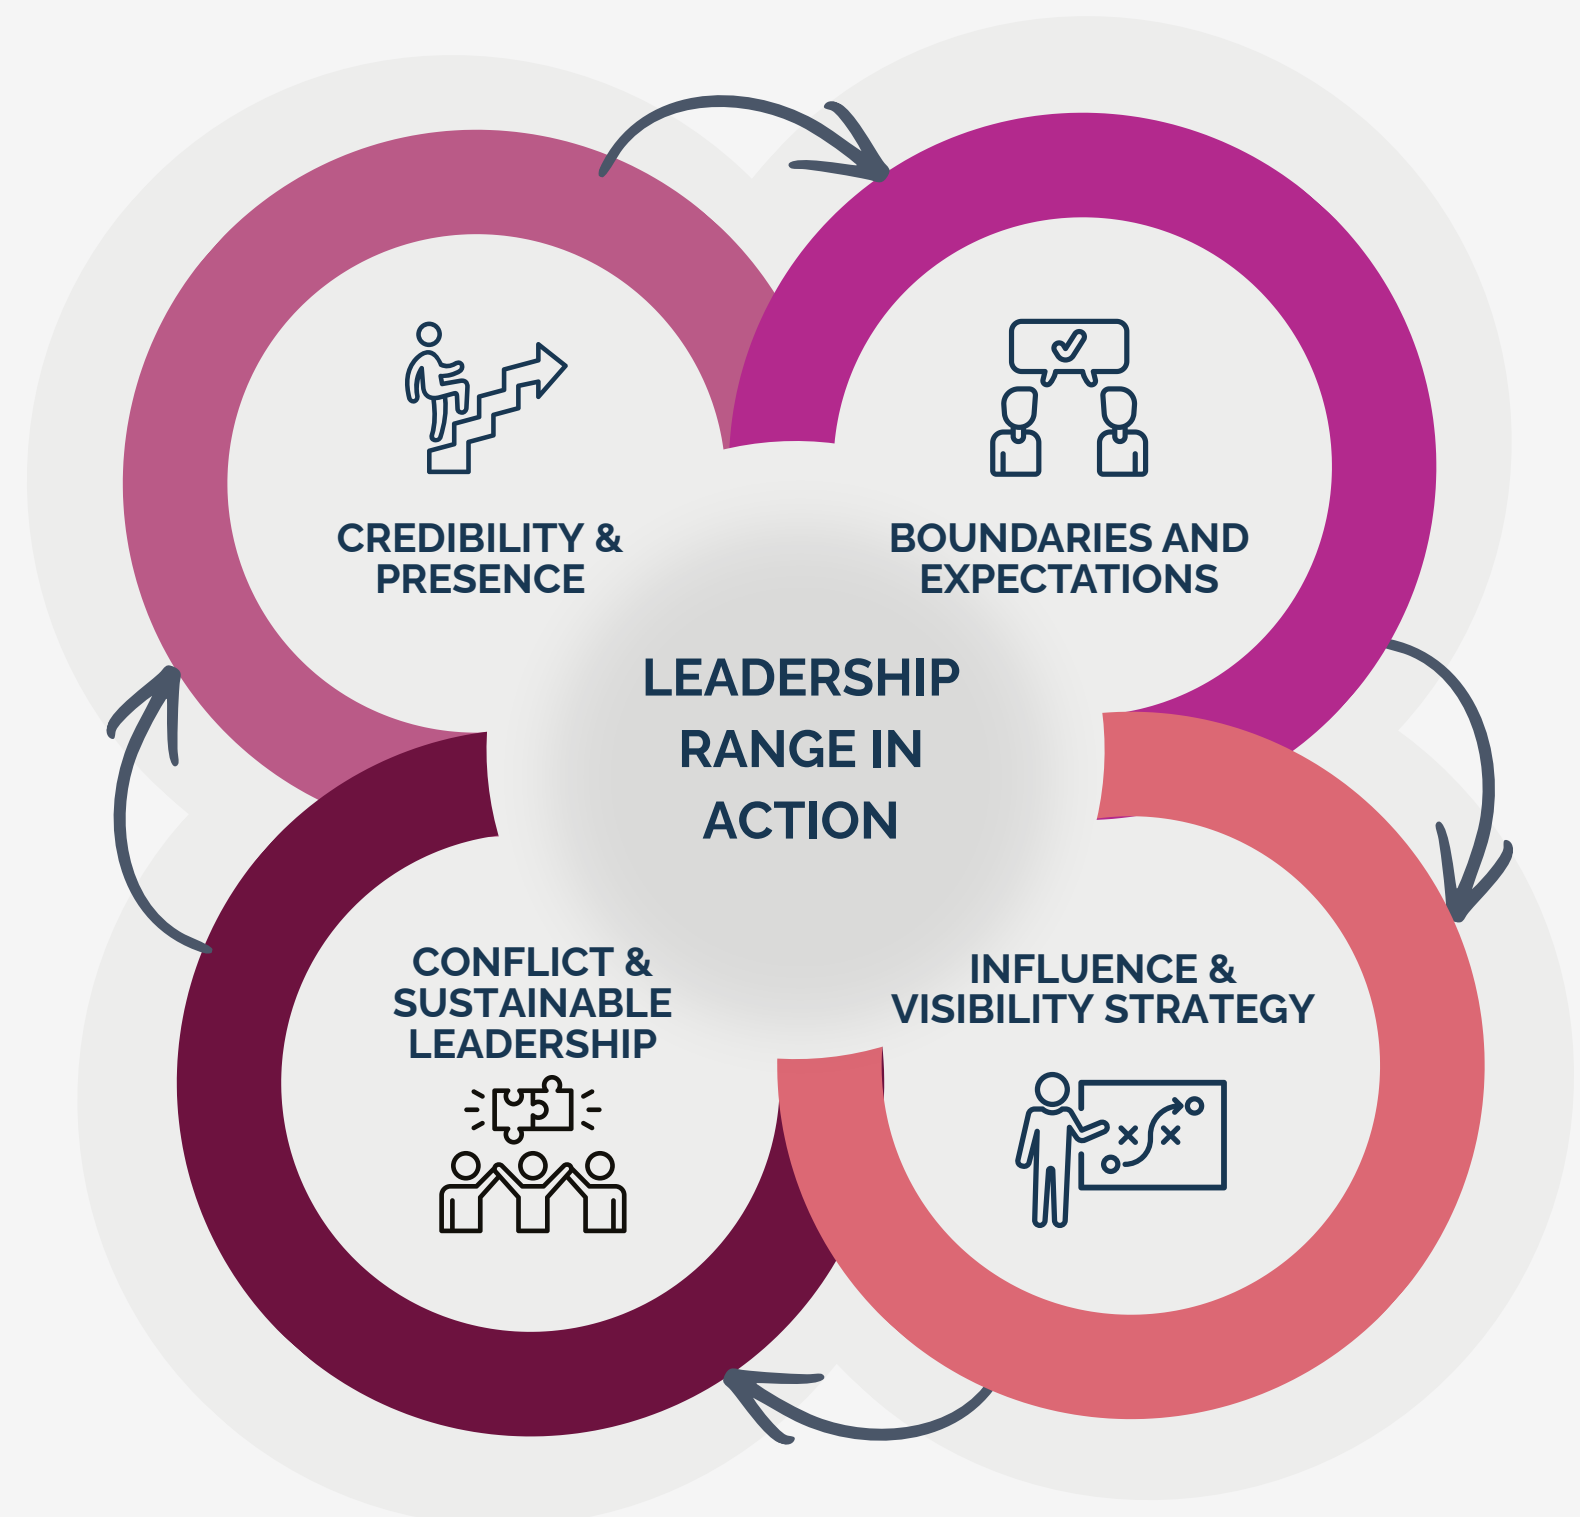 CREDIBILITY &
PRESENCE
BOUNDARIES AND
EXPECTATIONS
LEADERSHIP
RANGE IN
ACTION
CONFLICT &
SUSTAINABLE
LEADERSHIP
INFLUENCE &
VISIBILITY STRATEGY